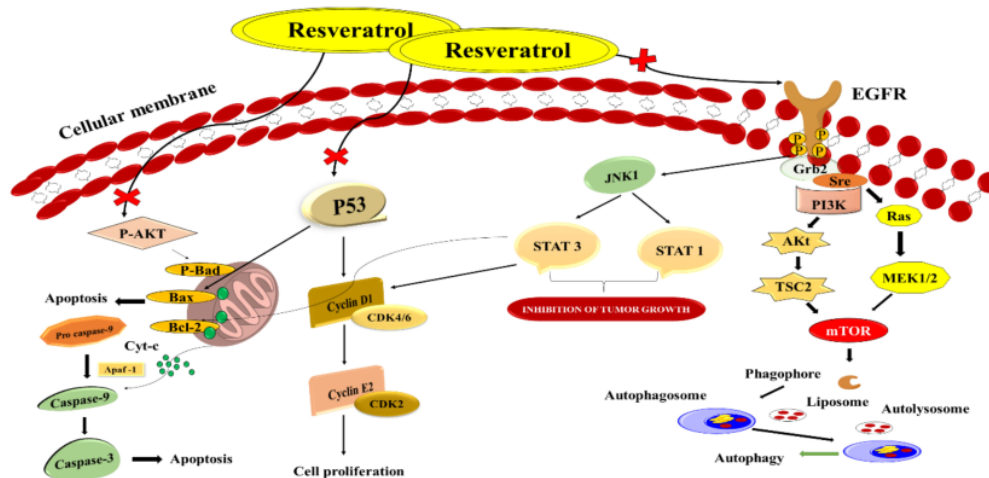 Resveratrol
Resveratrol
Cellular membrane
EGFR
P
P
P
P
Grb2
Sre
JNK1
PI3K
Ras
P53
P-AKT
STAT 3
STAT 1
AKt
P-Bad
TSC2
MEK1/2
Apoptosis
Bax
Cyclin D1
CDK4/6
INHIBITION OF TUMOR GROWTH
Bcl-2
mTOR
Pro caspase-9
Cyt-c
Apaf -1
Phagophore
Cyclin E2
CDK2
Autophagosome
Liposome
Autolysosome
Caspase-9
Caspase-3
Apoptosis
Cell proliferation
Autophagy